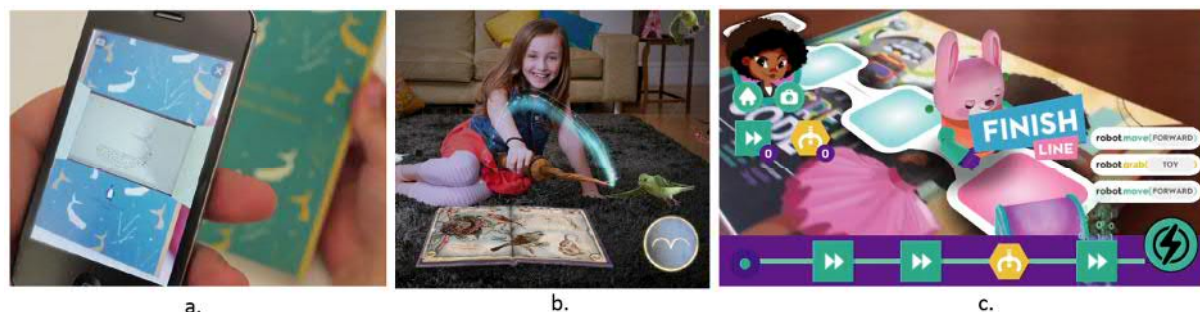 FINISH
LINE
robot.move(FORWARD)
robot.grab( TOY )
robot.move(FORWARD)
0
0
a.
b.
c.